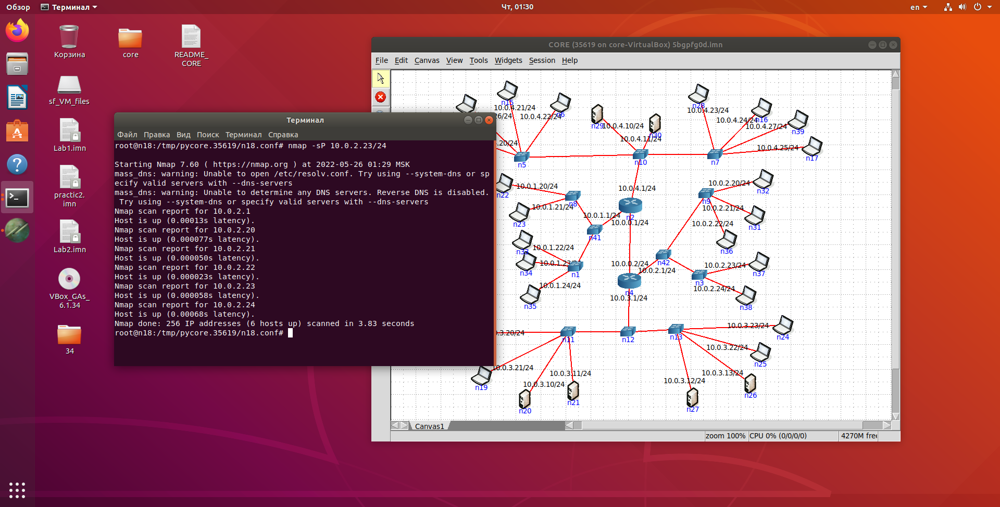 Обзор
Терминал
Чт, 01:30
en
Корзина
core
README_
CORE
sf_VM_files
Lab1.imn
practic2.
imn
Lab2.imn
VBox_GAs_
6.1.34
34
Терминал
Файл Правка Вид Поиск Терминал Справка
root@n18:/tmp/pycore.35619/n18.conf# nmap -sP 10.0.2.23/24
Starting Nmap 7.60 ( https://nmap.org ) at 2022-05-26 01:29 MSK
mass_dns: warning: Unable to open /etc/resolv.conf. Try using --system-dns or sp
ecify valid servers with --dns-servers
mass_dns: warning: Unable to determine any DNS servers. Reverse DNS is disabled.
Try using --system-dns or specify valid servers with --dns-servers
Nmap scan report for 10.0.2.1
Host is up (0.00013s latency).
Nmap scan report for 10.0.2.20
Host is up (0.000077s latency).
Nmap scan report for 10.0.2.21
Host is up (0.000050s latency).
Nmap scan report for 10.0.2.22
Host is up (0.000023s latency).
Nmap scan report for 10.0.2.23
Host is up (0.000058s latency).
Nmap scan report for 10.0.2.24
Host is up (0.00068s latency).
Nmap done: 256 IP addresses (6 hosts up) scanned in 3.83 seconds
root@n18:/tmp/pycore.35619/n18.conf#
CORE (35619 on core-VirtualBox) 5bgpfg0d.imn
File Edit Canvas View Tools Widgets Session Help
n15
10.0.4.21/24
26/24
10.0.4.22/24
n6
n29
10.0.4.10/24
n30
10.0.4.11/24
n28
10.0.4.23/24
n16
10.0.4.24/24
10.0.4.27/24
n39
10.0.4.25/24
n17
.20/24
n5
n10
n7
10.0.4.1/24
n22
10.0.1.20/24
n8
10.0.1.21/24
n23
10.0.1.1/24
n2
10.0.0.1/24
n41
10.0.2.20/24
n32
n9
10.0.2.21/24
n31
10.0.2.22/24
n36
n33
10.0.1.22/24
10.0.1.23/24
n34
n1
10.0.1.24/24
n35
10.0.0.2/24
n42
10.0.2.1/24
10.0.2.23/24
n37
n3
10.0.2.24/24
n38
n4
10.0.3.1/24
0.3.20/24
n11
n12
n13
10.0.3.23/24
n24
10.0.3.22/24
n25
10.0.3.21/24
n19
10.0.3.11/24
10.0.3.10/24
n20
n21
10.0.3.13/24
10.0.3.12/24
n26
n27
Canvas1
zoom 100%
CPU 0% (0/0/0/0)
4270M free